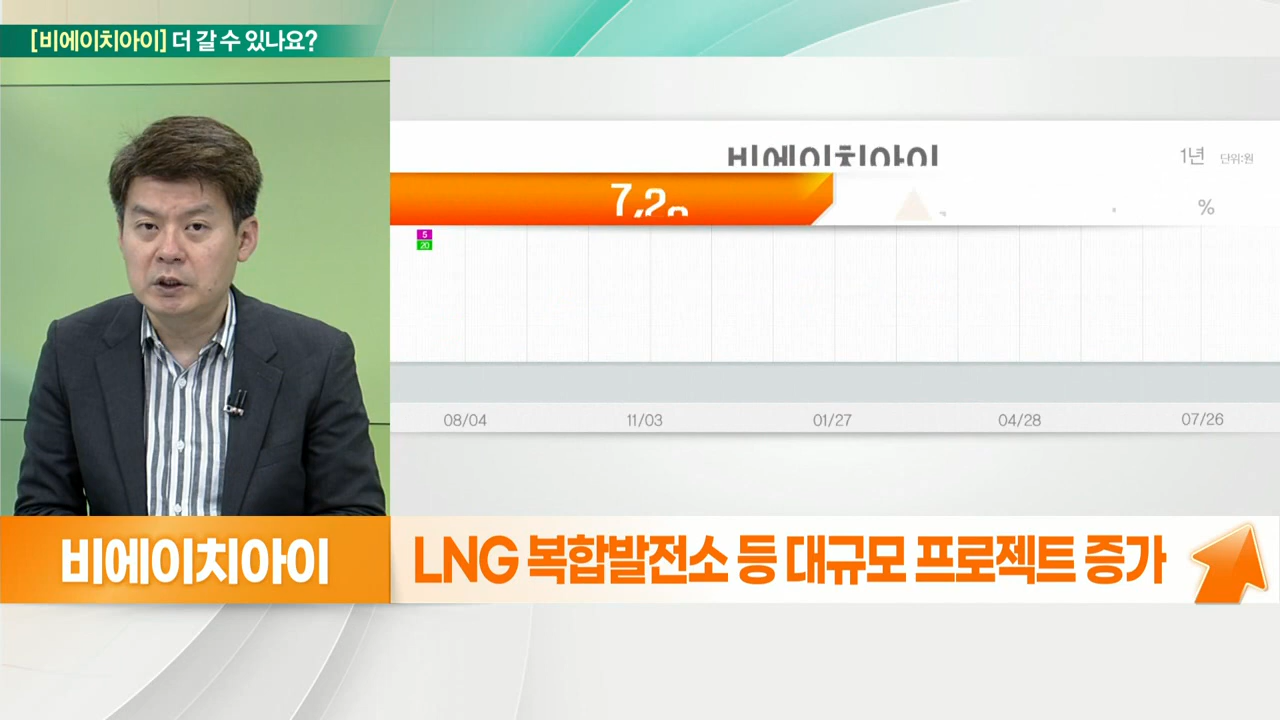 [비에이치아이] 더 갈 수 있나요?
비에이치아이
1년 단위:원
%
5
20
08/04 11/03 01/27 04/28 07/26
비에이치아이
LNG 복합발전소 등 대규모 프로젝트 증가